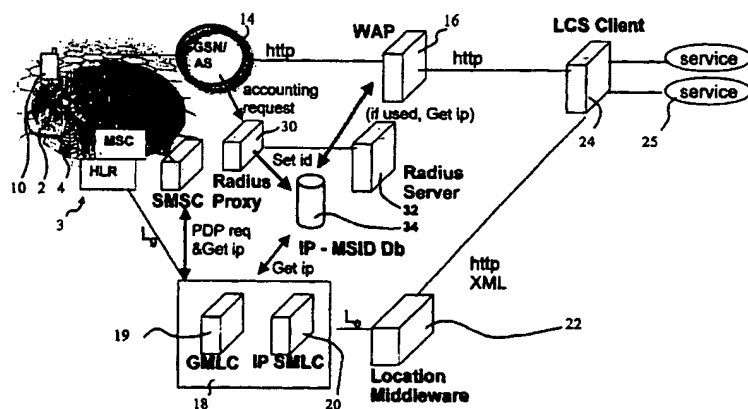 14
WAP
16
LCS Client
GSN/
AS
http
http
service
service
accounting
request
30
(if used, Get ip)
24
25
MSC
HLR
10
2
4
3
SMSC
Radius
Proxy
Set id
Radius
Server
32
34
IP - MSID Db
PDP req
&Get ip
Get ip
http
XML
19
GMLC
IP SMLC
18
20
22
Location
Middleware